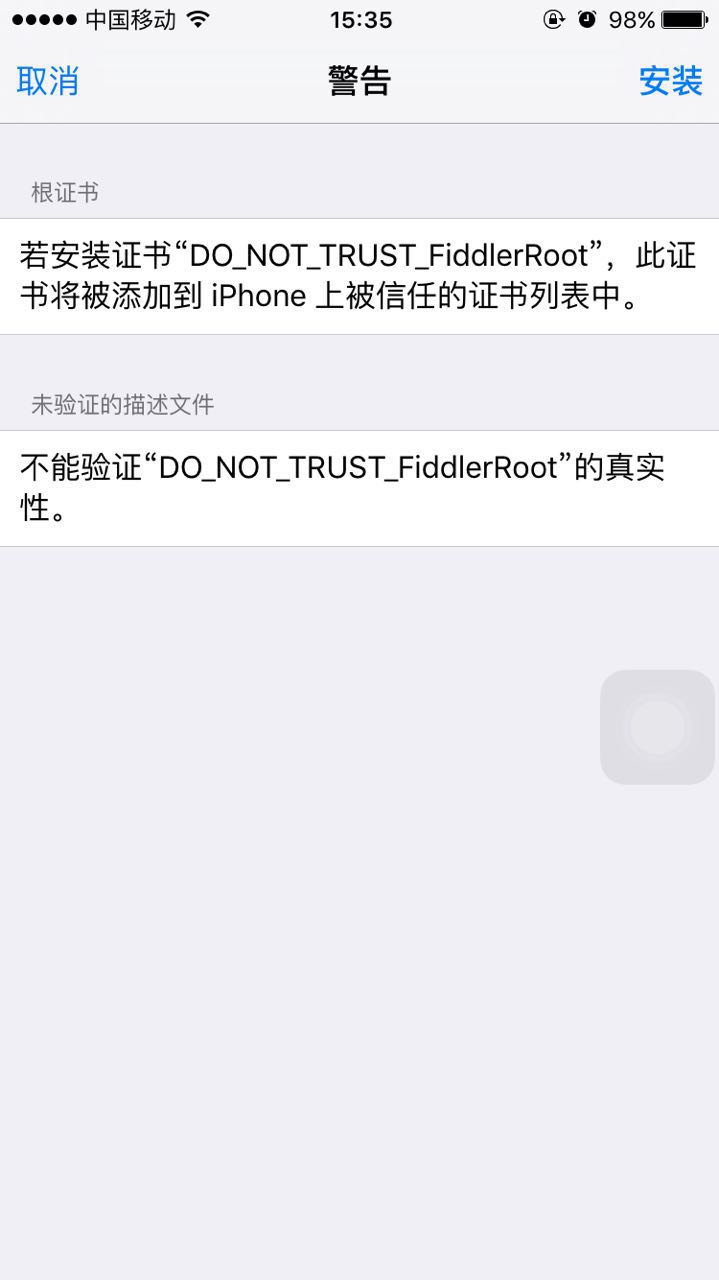 ●●●●● 中国移动 15:35 98%
取消 警告 安装
根证书
若安装证书“DO_NOT_TRUST_FiddlerRoot”，此证
书将被添加到 iPhone 上被信任的证书列表中。
未验证的描述文件
不能验证“DO_NOT_TRUST_FiddlerRoot”的真实
性。